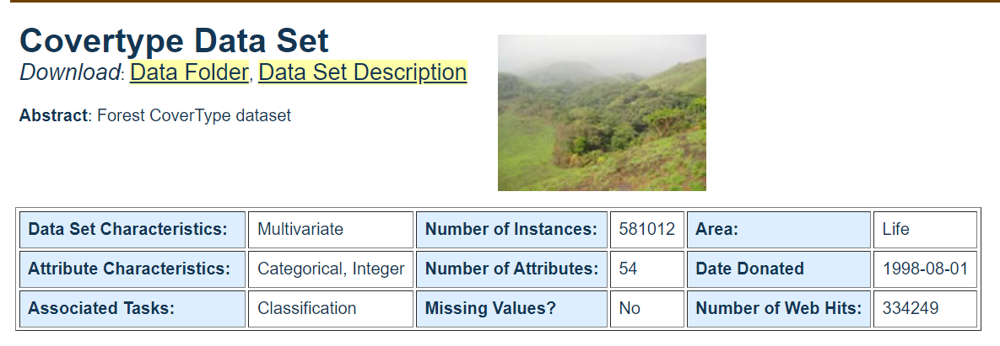 Covertype Data Set
Download: Data Folder, Data Set Description
Abstract: Forest CoverType dataset
Data Set Characteristics: Multivariate Number of Instances: 581012 Area: Life
Attribute Characteristics: Categorical, Integer Number of Attributes: 54 Date Donated 1998-08-01
Associated Tasks: Classification Missing Values? No Number of Web Hits: 334249